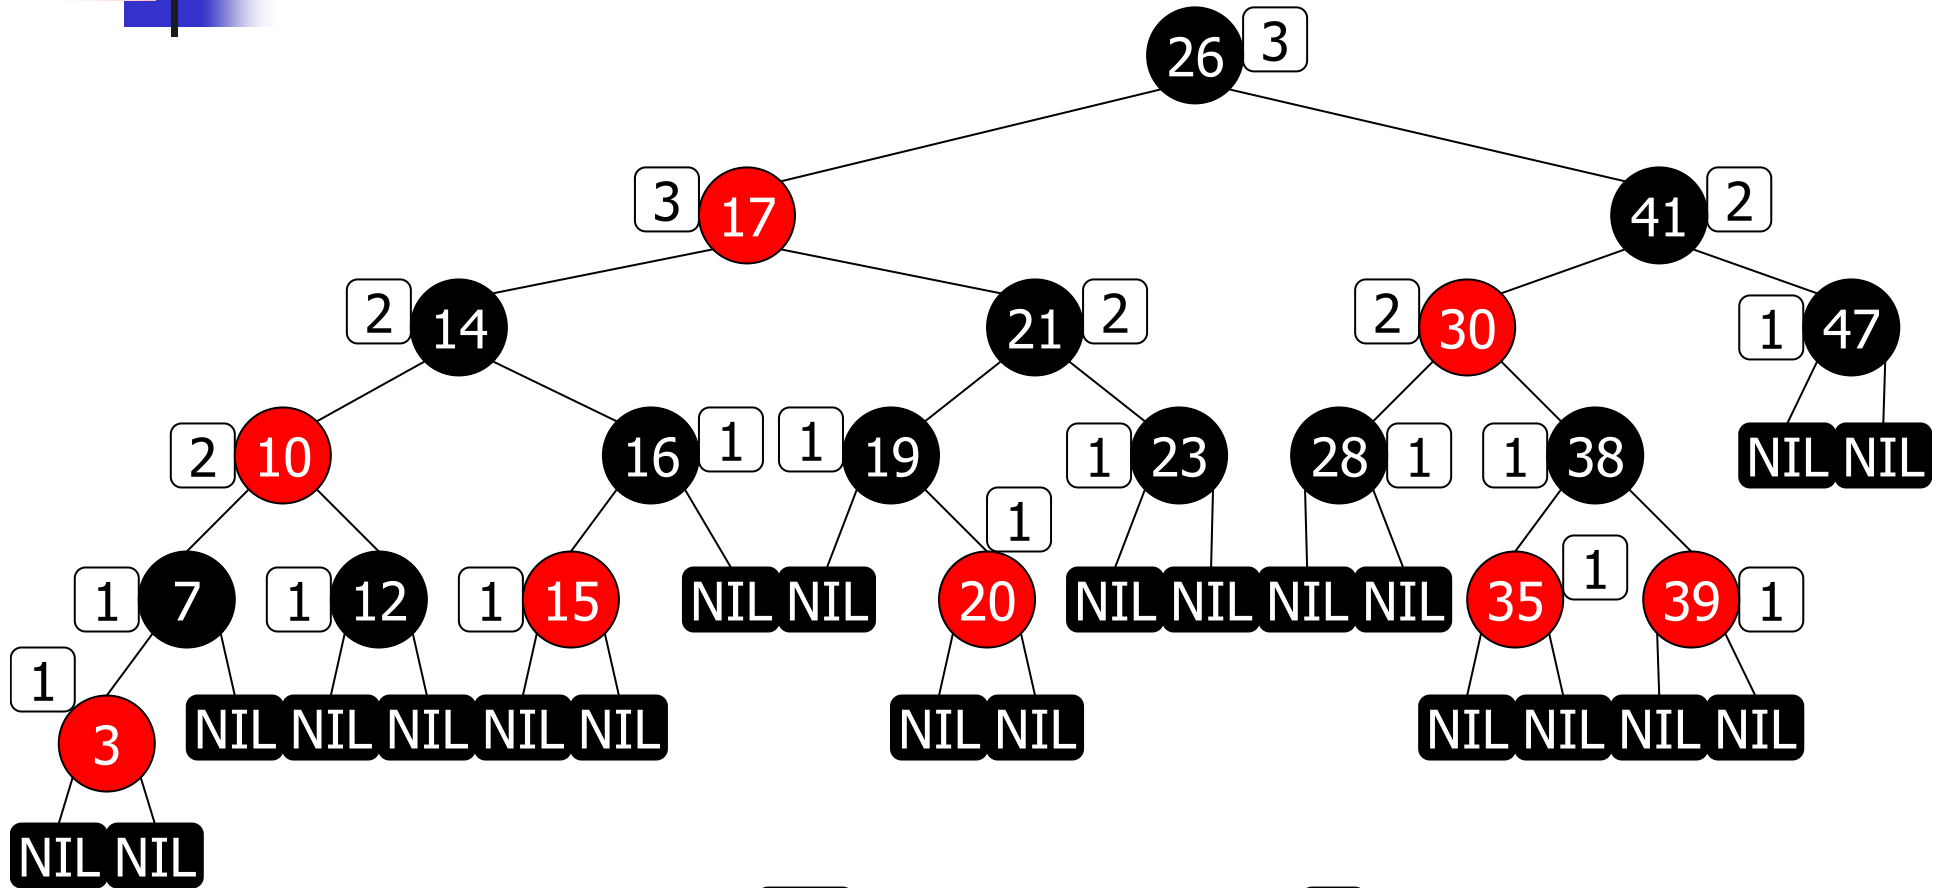 26 3
3 17 41 2
2 14 21 2 2 30 1 47
2 10 16 1 1 19 1 23 28 1 1 38 NIL NIL
1
1 7 1 12 1 15 NIL NIL 20 NIL NIL NIL NIL 35 1 39 1
1
3 NIL NIL NIL NIL NIL NIL NIL NIL NIL NIL NIL
NIL NIL